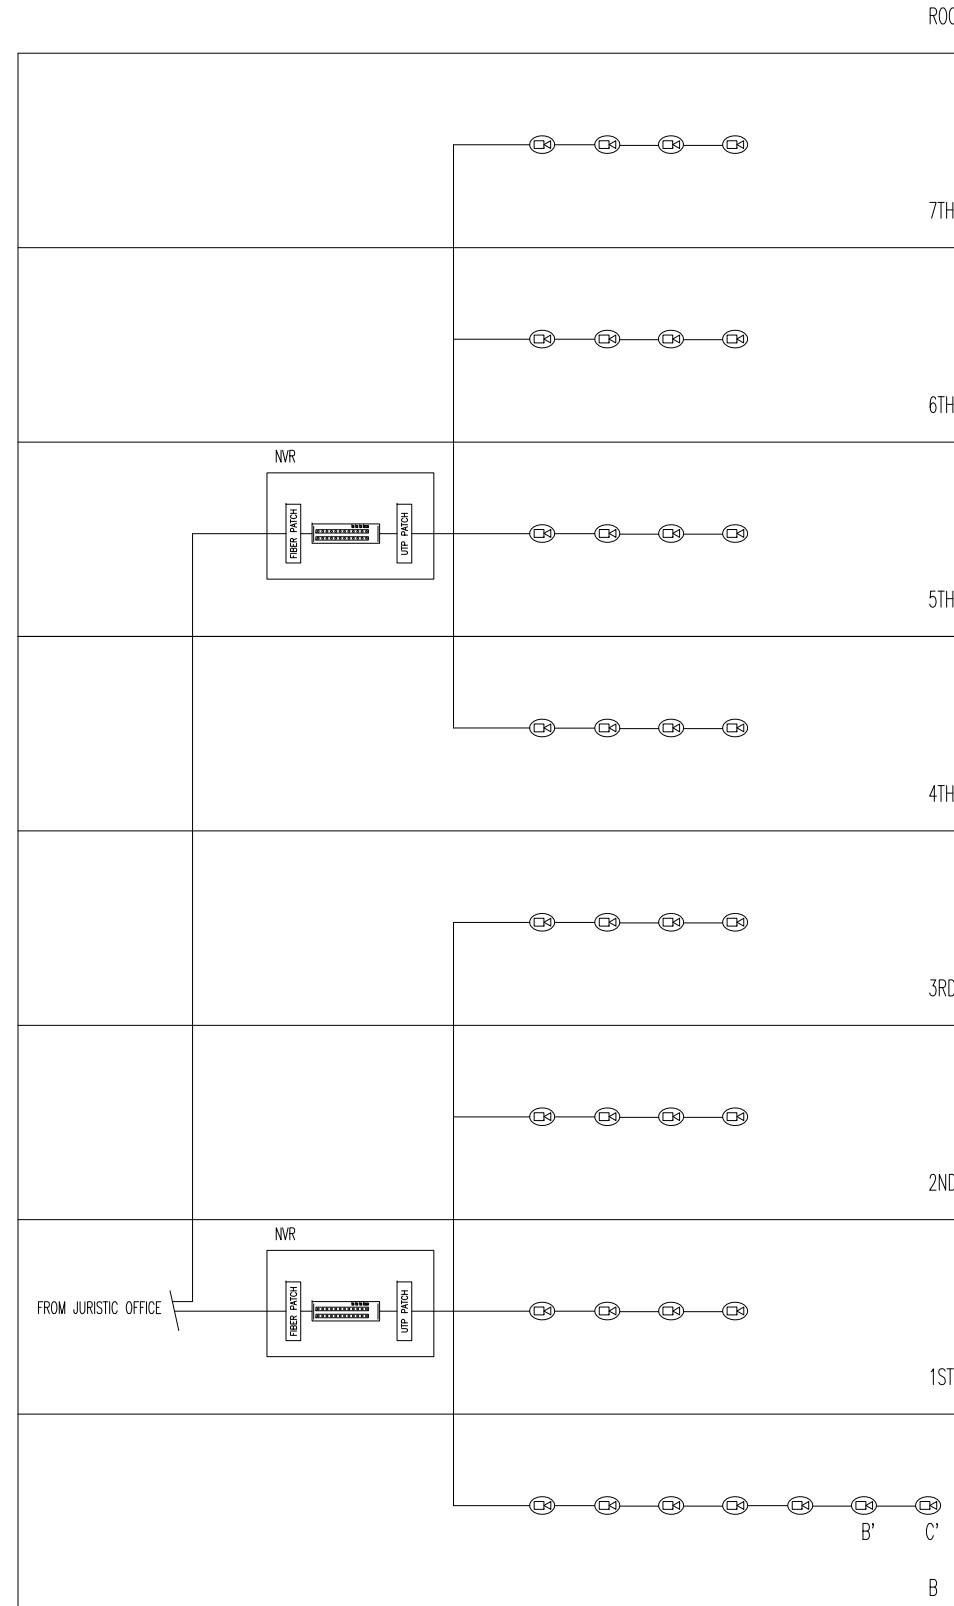 ROO
7TH
6TH
NVR
FIBER PATCH
UTP PATCH
5TH
4TH
3RD
2ND
NVR
FROM JURISTIC OFFICE
FIBER PATCH
UTP PATCH
1ST
B' C'
B